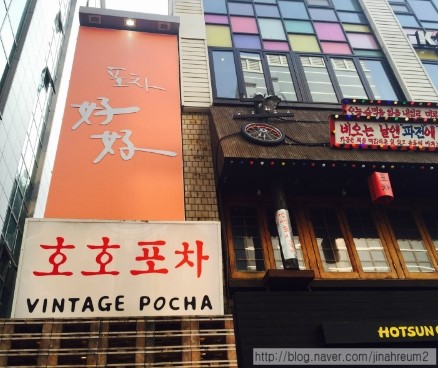 포차
好
好
호호포차
VINTAGE POCHA
비오는 날엔 파전에
HOTSUN
http://blog.naver.com/jinahreum2